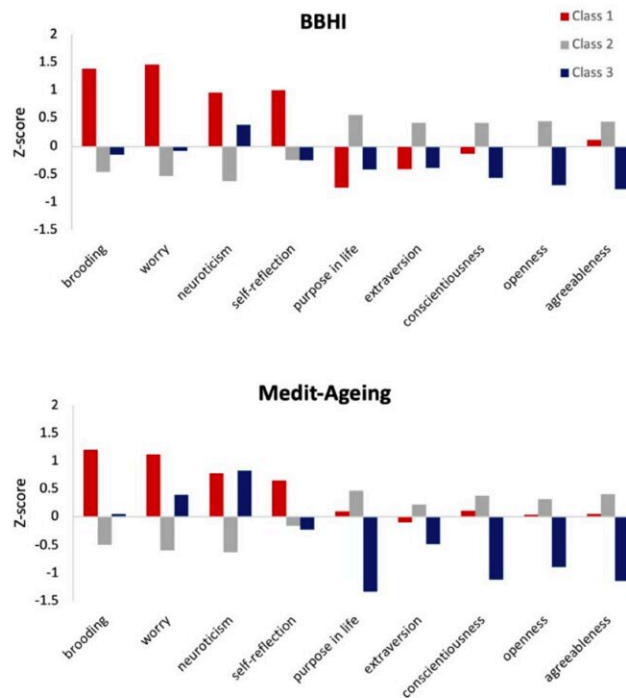 BBHI
Class 1
Class 2
Class 3
Z-score
2
1.5
1
0.5
0
-0.5
-1
-1.5
brooding
worry
neuroticism
self-reflection
purpose in life
extraversion
conscientiousness
openness
agreeableness
Medit-Ageing
Z-score
2
1.5
1
0.5
0
-0.5
-1
-1.5
brooding
worry
neuroticism
self-reflection
purpose in life
extraversion
conscientiousness
openness
agreeableness